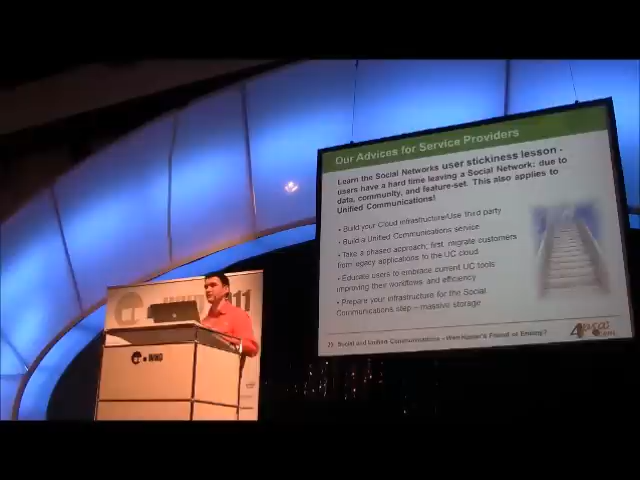 Our Advices for Service Providers
Learn the Social Networks user stickiness lesson -
users have a hard time leaving a Social Network; due to
data, community, and feature-set. This also applies to
Unified Communications!
• Build your Cloud infrastructure/Use third party
• Build a Unified Communications service
• Take a phased approach; first, migrate customers
from legacy applications to the UC cloud
• Educate users to embrace current UC tools
improving their workflows and efficiency
• Prepare your infrastructure for the Social
Communications step – massive storage
Social and Unified Communications -
4PSA
.com